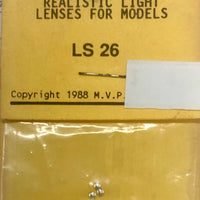 REALISTIC LIGHT
LENSES FOR MODELS
LS 26
Copyright 1988 M.V.P.